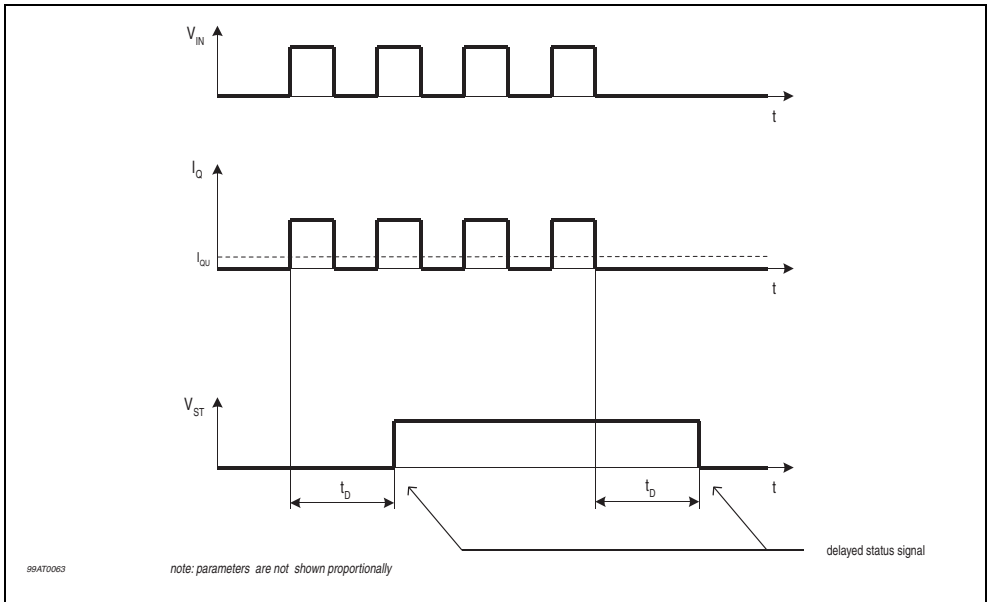 V_IN
t
I_Q
I_QU
t
V_ST
t_D
t_D
t
delayed status signal
99AT0063
note: parameters are not shown proportionally